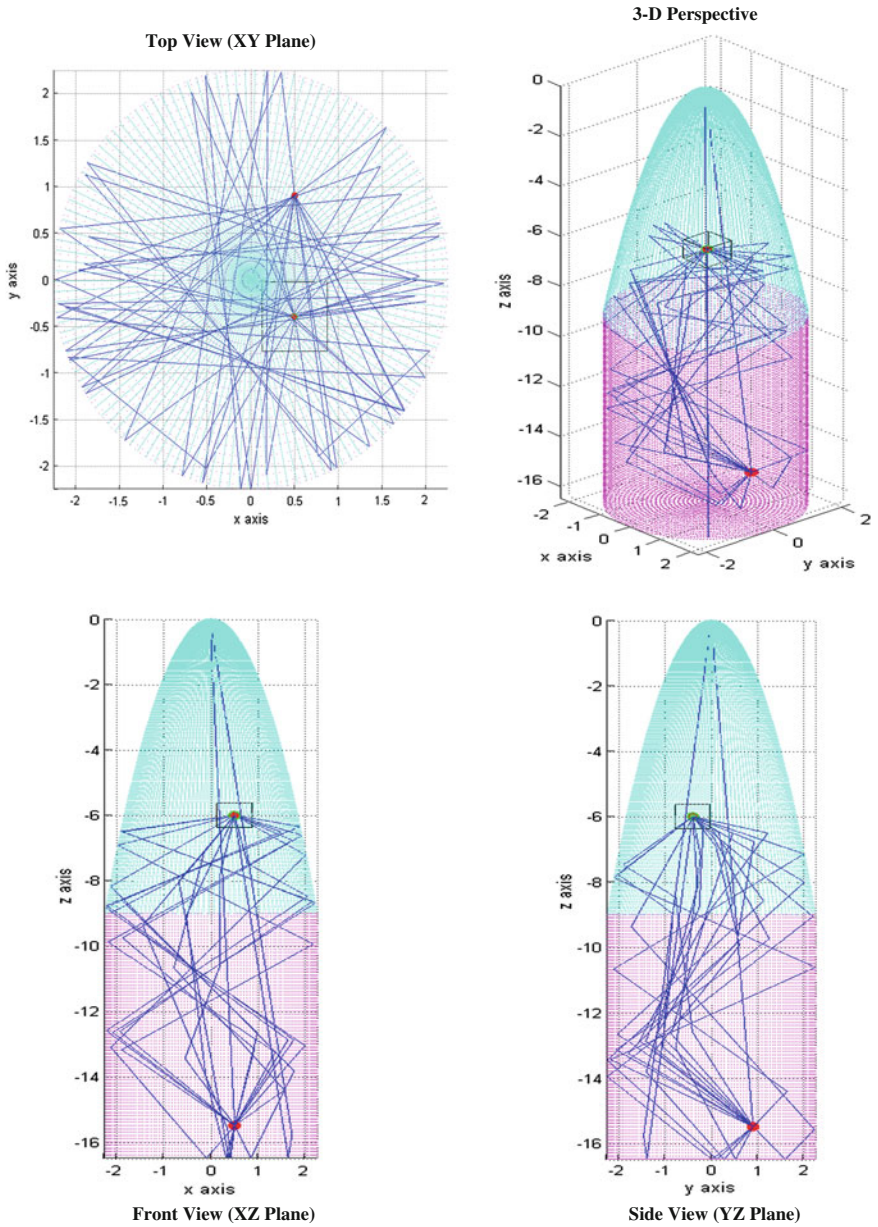 3-D Perspective
Top View (XY Plane)
2
1.5
1
0.5
0
-0.5
-1
-1.5
-2
y axis
-2 -1.5 -1 -0.5 0 0.5 1 1.5 2
x axis
0
-2
-4
-6
-8
-10
-12
-14
-16
z axis
-2 -1 0 1 2
x axis
-2 0 2
y axis
0
-2
-4
-6
-8
-10
-12
-14
-16
z axis
-2 -1 0 1 2
x axis
Front View (XZ Plane)
0
-2
-4
-6
-8
-10
-12
-14
-16
z axis
-2 -1 0 1 2
y axis
Side View (YZ Plane)